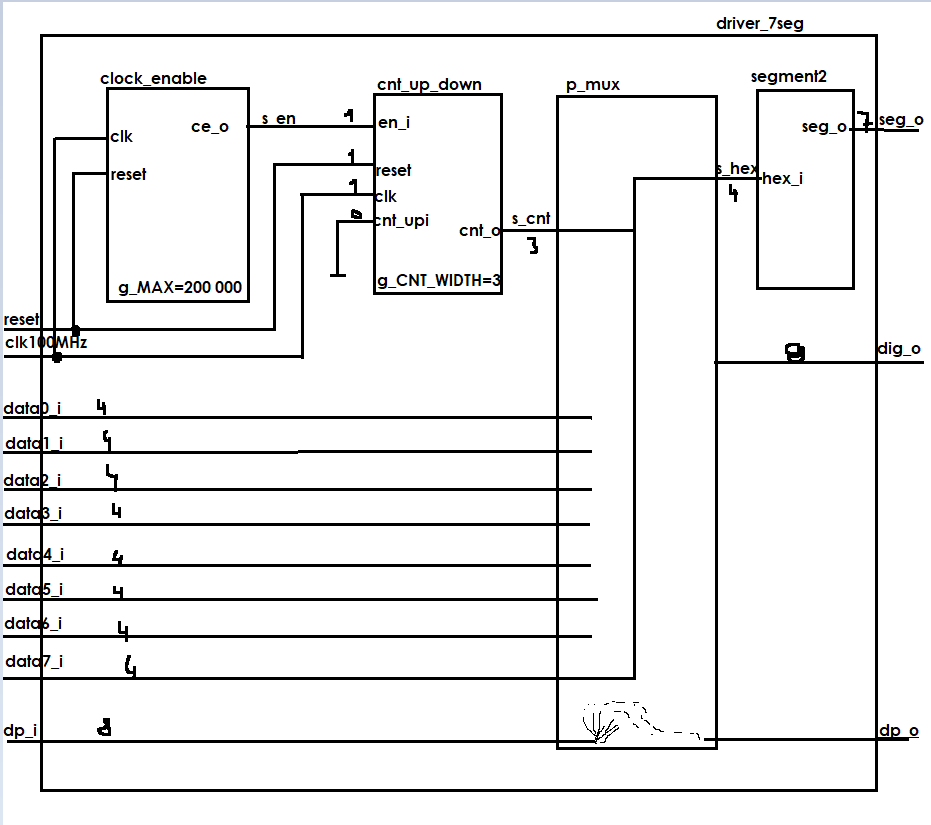 driver_7seg
clock_enable
cnt_up_down
p_mux
segment2
clk
ce_o
s_en
1
en_i
seg_o
7
seg_o
reset
1
reset
s_hex
hex_i
1
clk
4
0
cnt_upi
cnt_o
s_cnt
3
g_MAX=200 000
g_CNT_WIDTH=3
reset
clk100MHz
8
dig_o
data0_i
4
data1_i
4
data2_i
4
data3_i
4
data4_i
4
data5_i
4
data6_i
4
data7_i
4
dp_i
8
dp_o